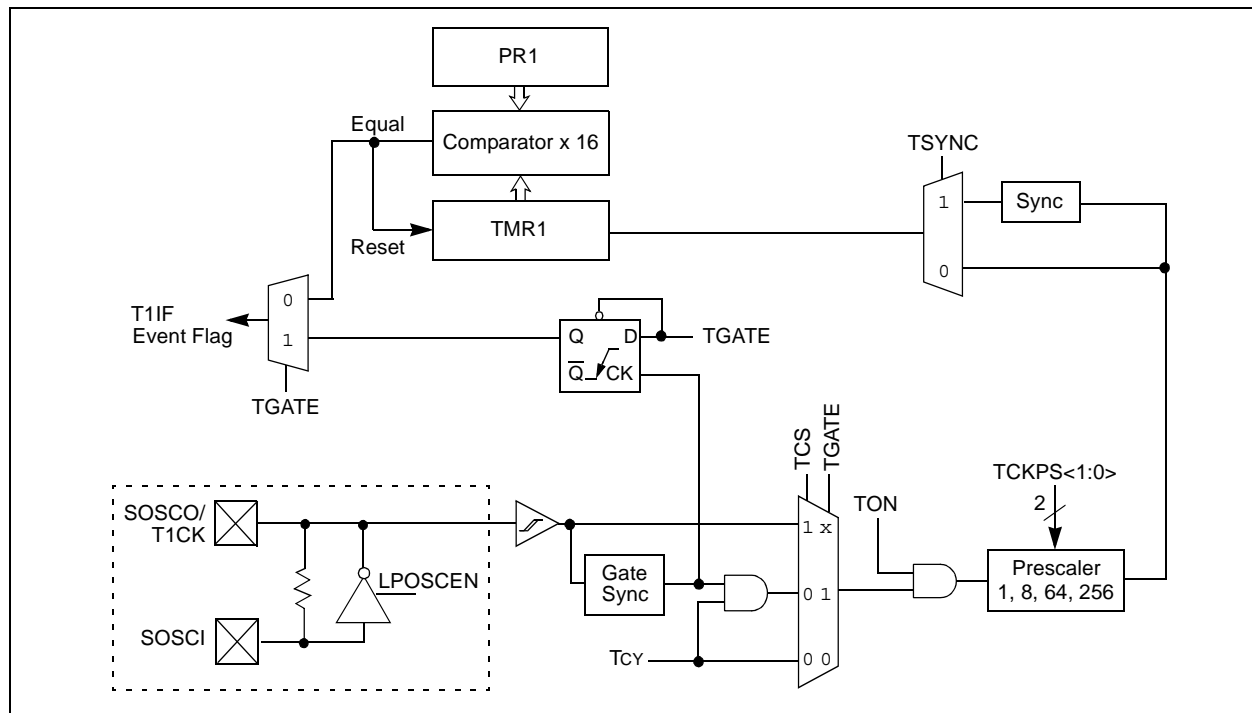 PR1
Equal
Comparator x 16
TSYNC
1
Sync
TMR1
Reset
0
T1IF
Event Flag
0
1
Q
D
TGATE
Q̅
CK
TGATE
TCS
TGATE
TCKPS<1:0>
SOSCO/
T1CK
TON
2
1 x
LPOSCEN
Gate
Sync
0 1
Prescaler
1, 8, 64, 256
SOSCI
TCY
0 0